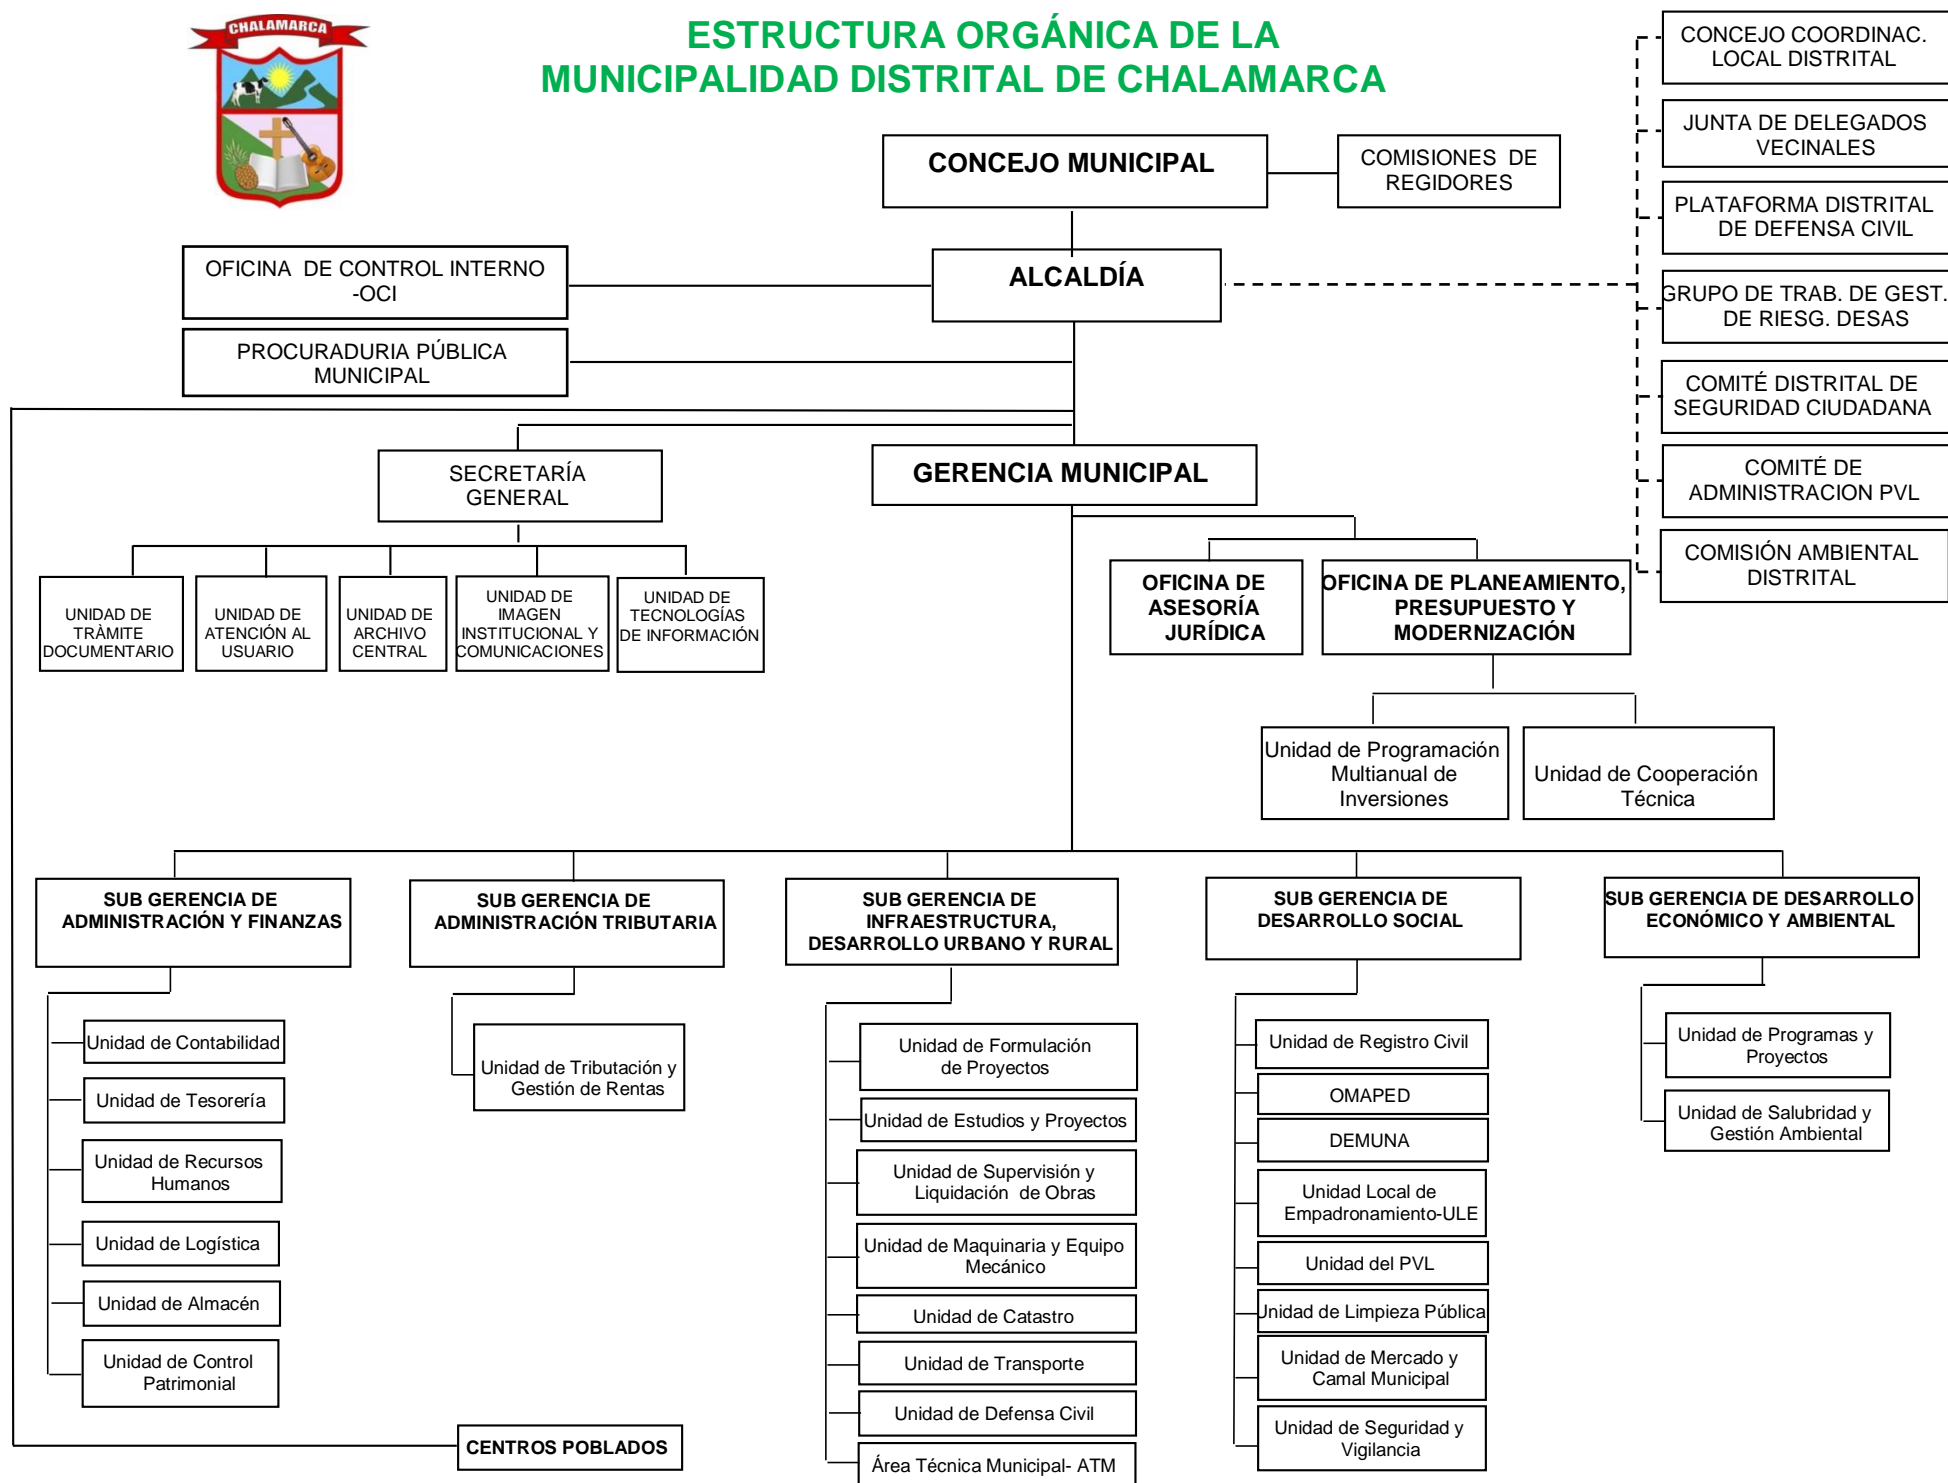 CHALAMARCA
ESTRUCTURA ORGÁNICA DE LA
MUNICIPALIDAD DISTRITAL DE CHALAMARCA
CONCEJO COORDINAC.
LOCAL DISTRITAL
JUNTA DE DELEGADOS
VECINALES
PLATAFORMA DISTRITAL
DE DEFENSA CIVIL
GRUPO DE TRAB. DE GEST.
DE RIESG. DESAS
COMITÉ DISTRITAL DE
SEGURIDAD CIUDADANA
COMITÉ DE
ADMINISTRACION PVL
COMISIÓN AMBIENTAL
DISTRITAL
CONCEJO MUNICIPAL
COMISIONES DE
REGIDORES
OFICINA DE CONTROL INTERNO
-OCI
ALCALDÍA
PROCURADURIA PÚBLICA
MUNICIPAL
SECRETARÍA
GENERAL
GERENCIA MUNICIPAL
UNIDAD DE
TRÀMITE
DOCUMENTARIO
UNIDAD DE
ATENCIÓN AL
USUARIO
UNIDAD DE
ARCHIVO
CENTRAL
UNIDAD DE
IMAGEN
INSTITUCIONAL Y
COMUNICACIONES
UNIDAD DE
TECNOLOGÍAS
DE INFORMACIÓN
OFICINA DE
ASESORÍA
JURÍDICA
OFICINA DE PLANEAMIENTO,
PRESUPUESTO Y
MODERNIZACIÓN
Unidad de Programación
Multianual de
Inversiones
Unidad de Cooperación
Técnica
SUB GERENCIA DE
ADMINISTRACIÓN Y FINANZAS
Unidad de Contabilidad
Unidad de Tesorería
Unidad de Recursos
Humanos
Unidad de Logística
Unidad de Almacén
Unidad de Control
Patrimonial
SUB GERENCIA DE
ADMINISTRACIÓN TRIBUTARIA
Unidad de Tributación y
Gestión de Rentas
SUB GERENCIA DE
INFRAESTRUCTURA,
DESARROLLO URBANO Y RURAL
Unidad de Formulación
de Proyectos
Unidad de Estudios y Proyectos
Unidad de Supervisión y
Liquidación de Obras
Unidad de Maquinaria y Equipo
Mecánico
Unidad de Catastro
Unidad de Transporte
Unidad de Defensa Civil
Área Técnica Municipal- ATM
SUB GERENCIA DE
DESARROLLO SOCIAL
Unidad de Registro Civil
OMAPED
DEMUNA
Unidad Local de
Empadronamiento-ULE
Unidad del PVL
Unidad de Limpieza Pública
Unidad de Mercado y
Camal Municipal
Unidad de Seguridad y
Vigilancia
SUB GERENCIA DE DESARROLLO
ECONÓMICO Y AMBIENTAL
Unidad de Programas y
Proyectos
Unidad de Salubridad y
Gestión Ambiental
CENTROS POBLADOS